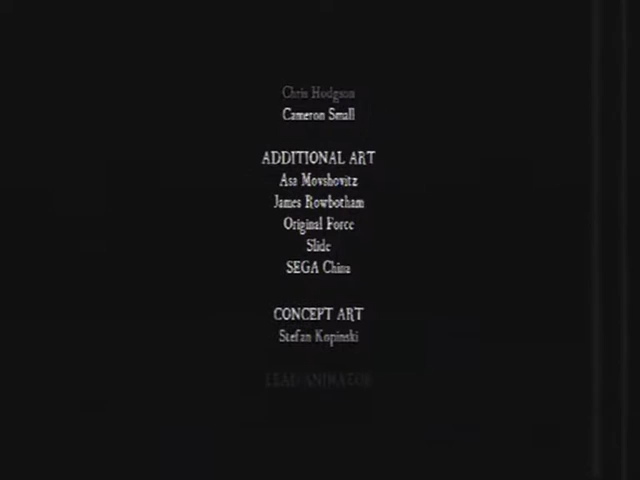 Chris Hodgson
Cameron Small
ADDITIONAL ART
Asa Movshovitz
James Rowbotham
Original Force
Slide
SEGA China
CONCEPT ART
Stefan Kopinski
LEAD ANIMATOR